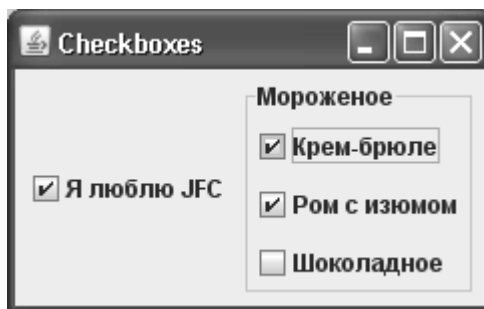 Checkboxes
Я люблю JFC
Мороженое
Крем-брюле
Ром с изюмом
Шоколадное